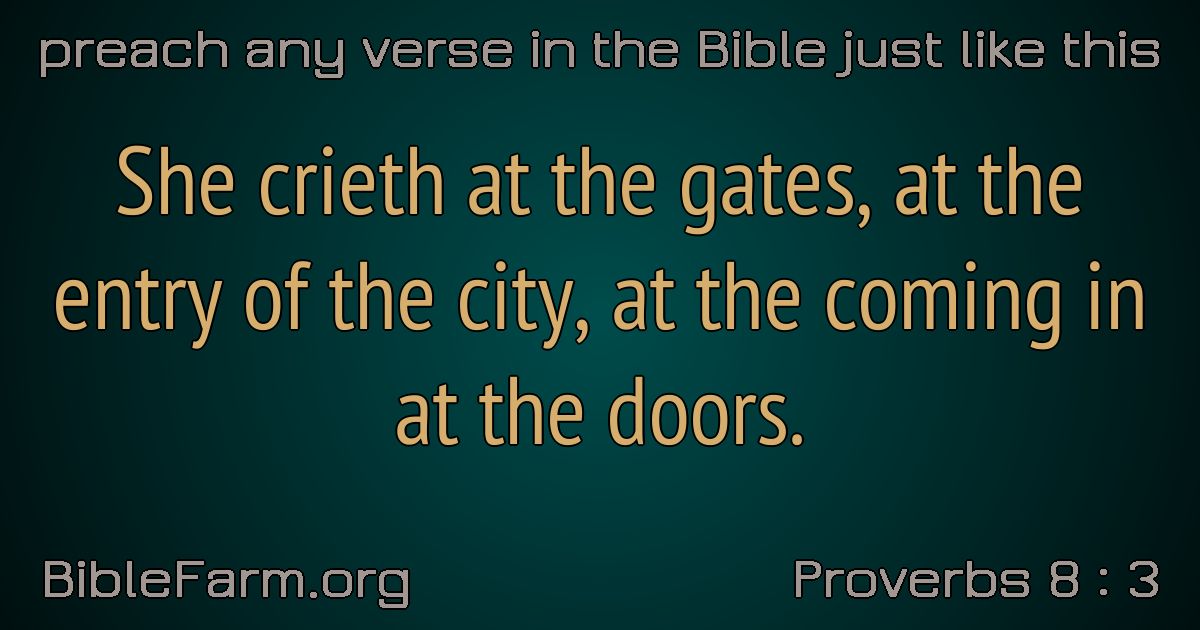 preach any verse in the Bible just like this
She crieth at the gates, at the
entry of the city, at the coming in
at the doors.
BibleFarm.org
Proverbs 8 : 3